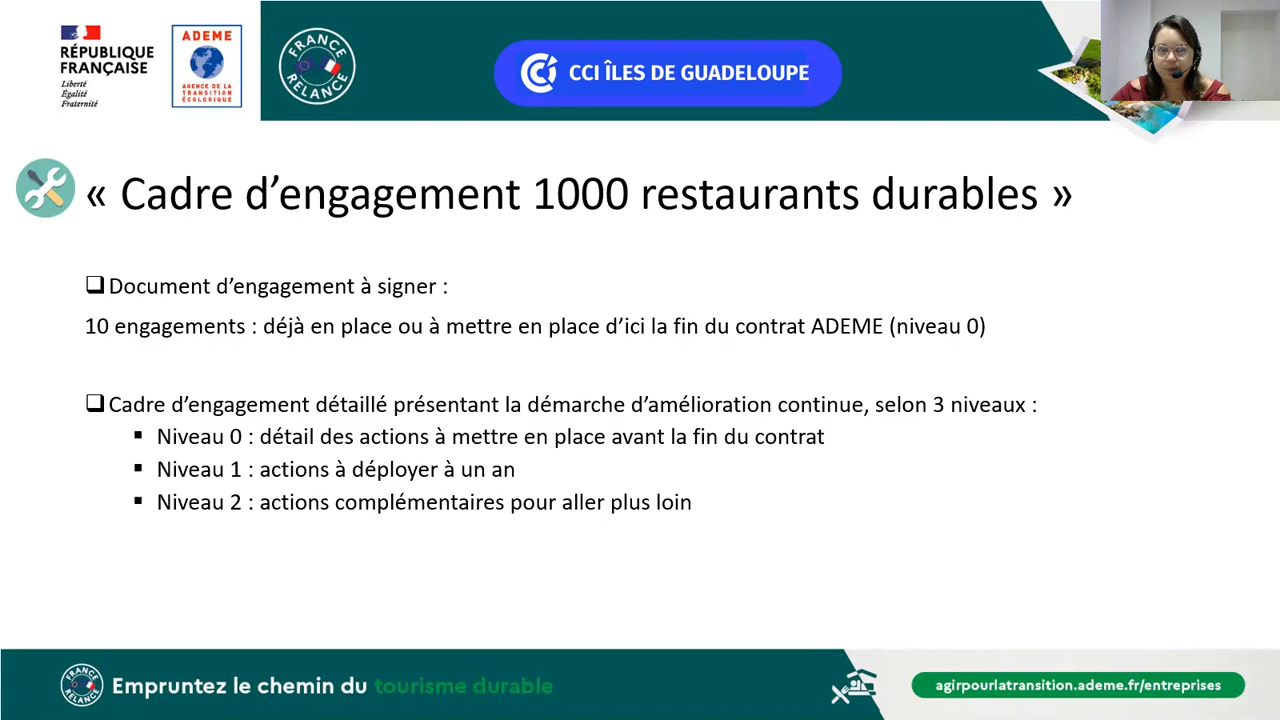 RÉPUBLIQUE
FRANÇAISE
Liberté
Égalité
Fraternité
ADEME
AGENCE DE LA
TRANSITION
ÉCOLOGIQUE
FRANCE
RELANCE
CCI ÎLES DE GUADELOUPE
« Cadre d’engagement 1000 restaurants durables »
❑ Document d’engagement à signer :
10 engagements : déjà en place ou à mettre en place d’ici la fin du contrat ADEME (niveau 0)
❑ Cadre d’engagement détaillé présentant la démarche d’amélioration continue, selon 3 niveaux :
▪ Niveau 0 : détail des actions à mettre en place avant la fin du contrat
▪ Niveau 1 : actions à déployer à un an
▪ Niveau 2 : actions complémentaires pour aller plus loin
FRANCE
RELANCE
Empruntez le chemin du tourisme durable
agirpourlatransition.ademe.fr/entreprises